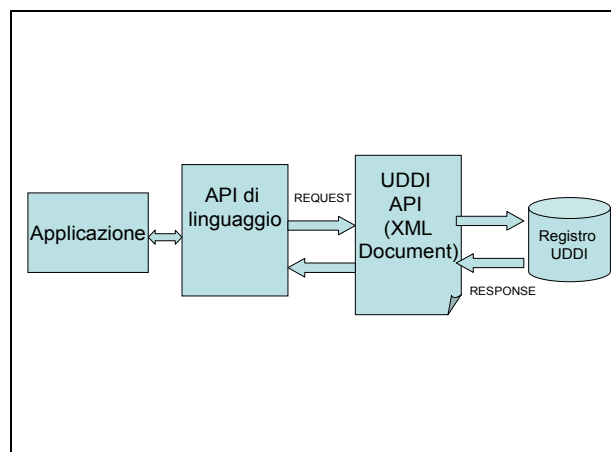 Applicazione
API di
linguaggio
REQUEST
UDDI
API
(XML
Document)
RESPONSE
Registro
UDDI